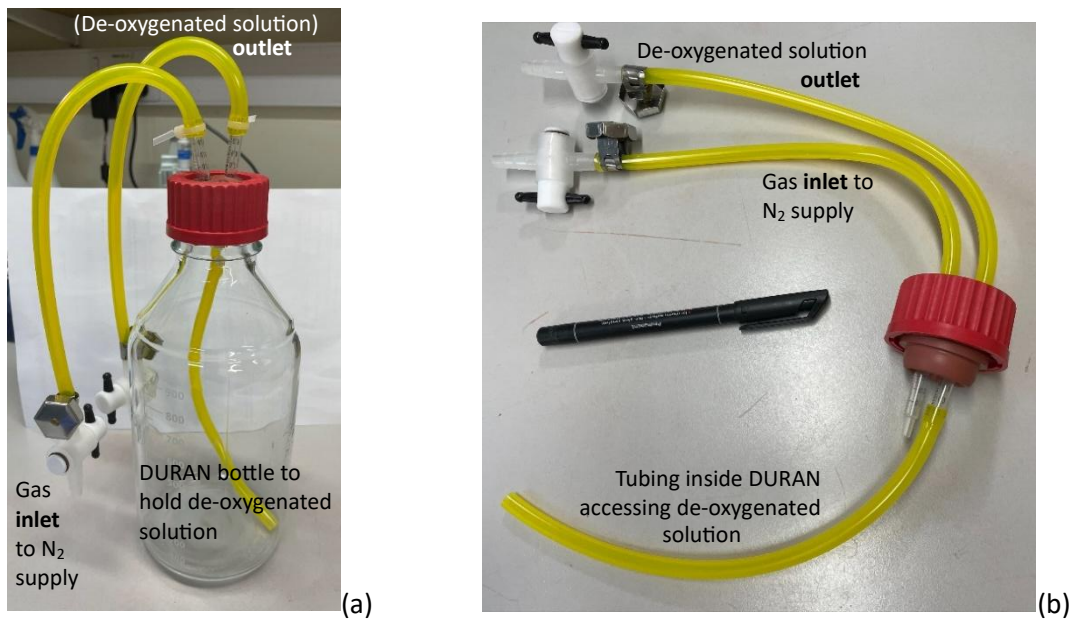 (De-oxygenated solution)
outlet
DURAN bottle to
hold de-oxygenated
solution
Gas
inlet
to N₂
supply
(a)
De-oxygenated solution
outlet
Gas inlet to
N₂ supply
Tubing inside DURAN
accessing de-oxygenated
solution
(b)